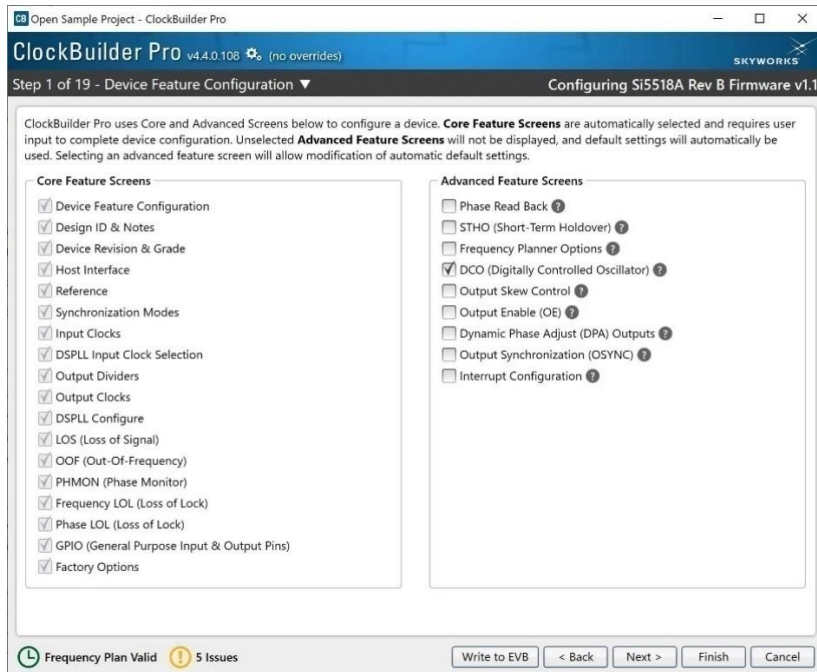 CB Open Sample Project - ClockBuilder Pro
ClockBuilder Pro v4.4.0.108 (no overrides)
SKYWORKS
Step 1 of 19 - Device Feature Configuration ▼
Configuring Si5518A Rev B Firmware v1.1
ClockBuilder Pro uses Core and Advanced Screens below to configure a device. Core Feature Screens are automatically selected and requires user
input to complete device configuration. Unselected Advanced Feature Screens will not be displayed, and default settings will automatically be
used. Selecting an advanced feature screen will allow modification of automatic default settings.
Core Feature Screens
Device Feature Configuration
Design ID & Notes
Device Revision & Grade
Host Interface
Reference
Synchronization Modes
Input Clocks
DSPLL Input Clock Selection
Output Dividers
Output Clocks
DSPLL Configure
LOS (Loss of Signal)
OOF (Out-Of-Frequency)
PHMON (Phase Monitor)
Frequency LOL (Loss of Lock)
Phase LOL (Loss of Lock)
GPIO (General Purpose Input & Output Pins)
Factory Options
Advanced Feature Screens
Phase Read Back ?
STHO (Short-Term Holdover) ?
Frequency Planner Options ?
DCO (Digitally Controlled Oscillator) ?
Output Skew Control ?
Output Enable (OE) ?
Dynamic Phase Adjust (DPA) Outputs ?
Output Synchronization (OSYNC) ?
Interrupt Configuration ?
Frequency Plan Valid
! 5 Issues
Write to EVB
< Back
Next >
Finish
Cancel